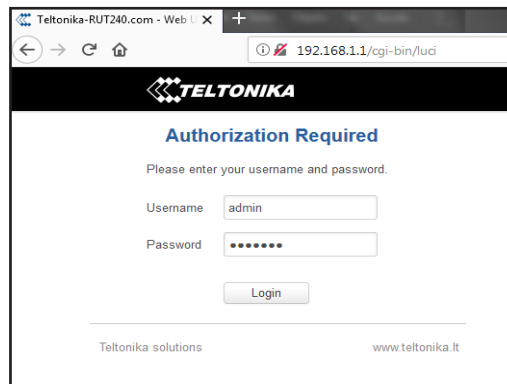 Teltonika-RUT240.com - Web U
192.168.1.1/cgi-bin/luci
TELTONIKA
Authorization Required
Please enter your username and password.
Username admin
Password •••••••
Login
Teltonika solutions www.teltonika.lt